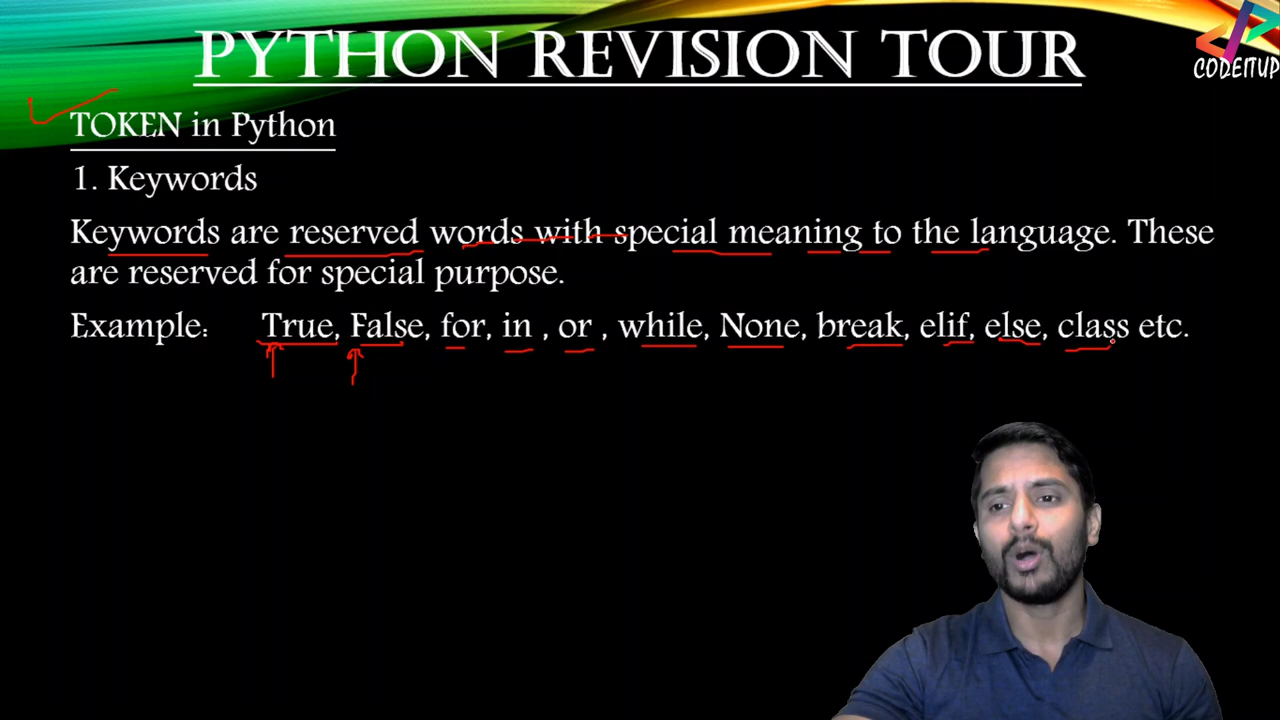 PYTHON REVISION TOUR
CODEITUP
TOKEN in Python
1. Keywords
Keywords are reserved words with special meaning to the language. These
are reserved for special purpose.
Example: True, False, for, in , or , while, None, break, elif, else, class etc.